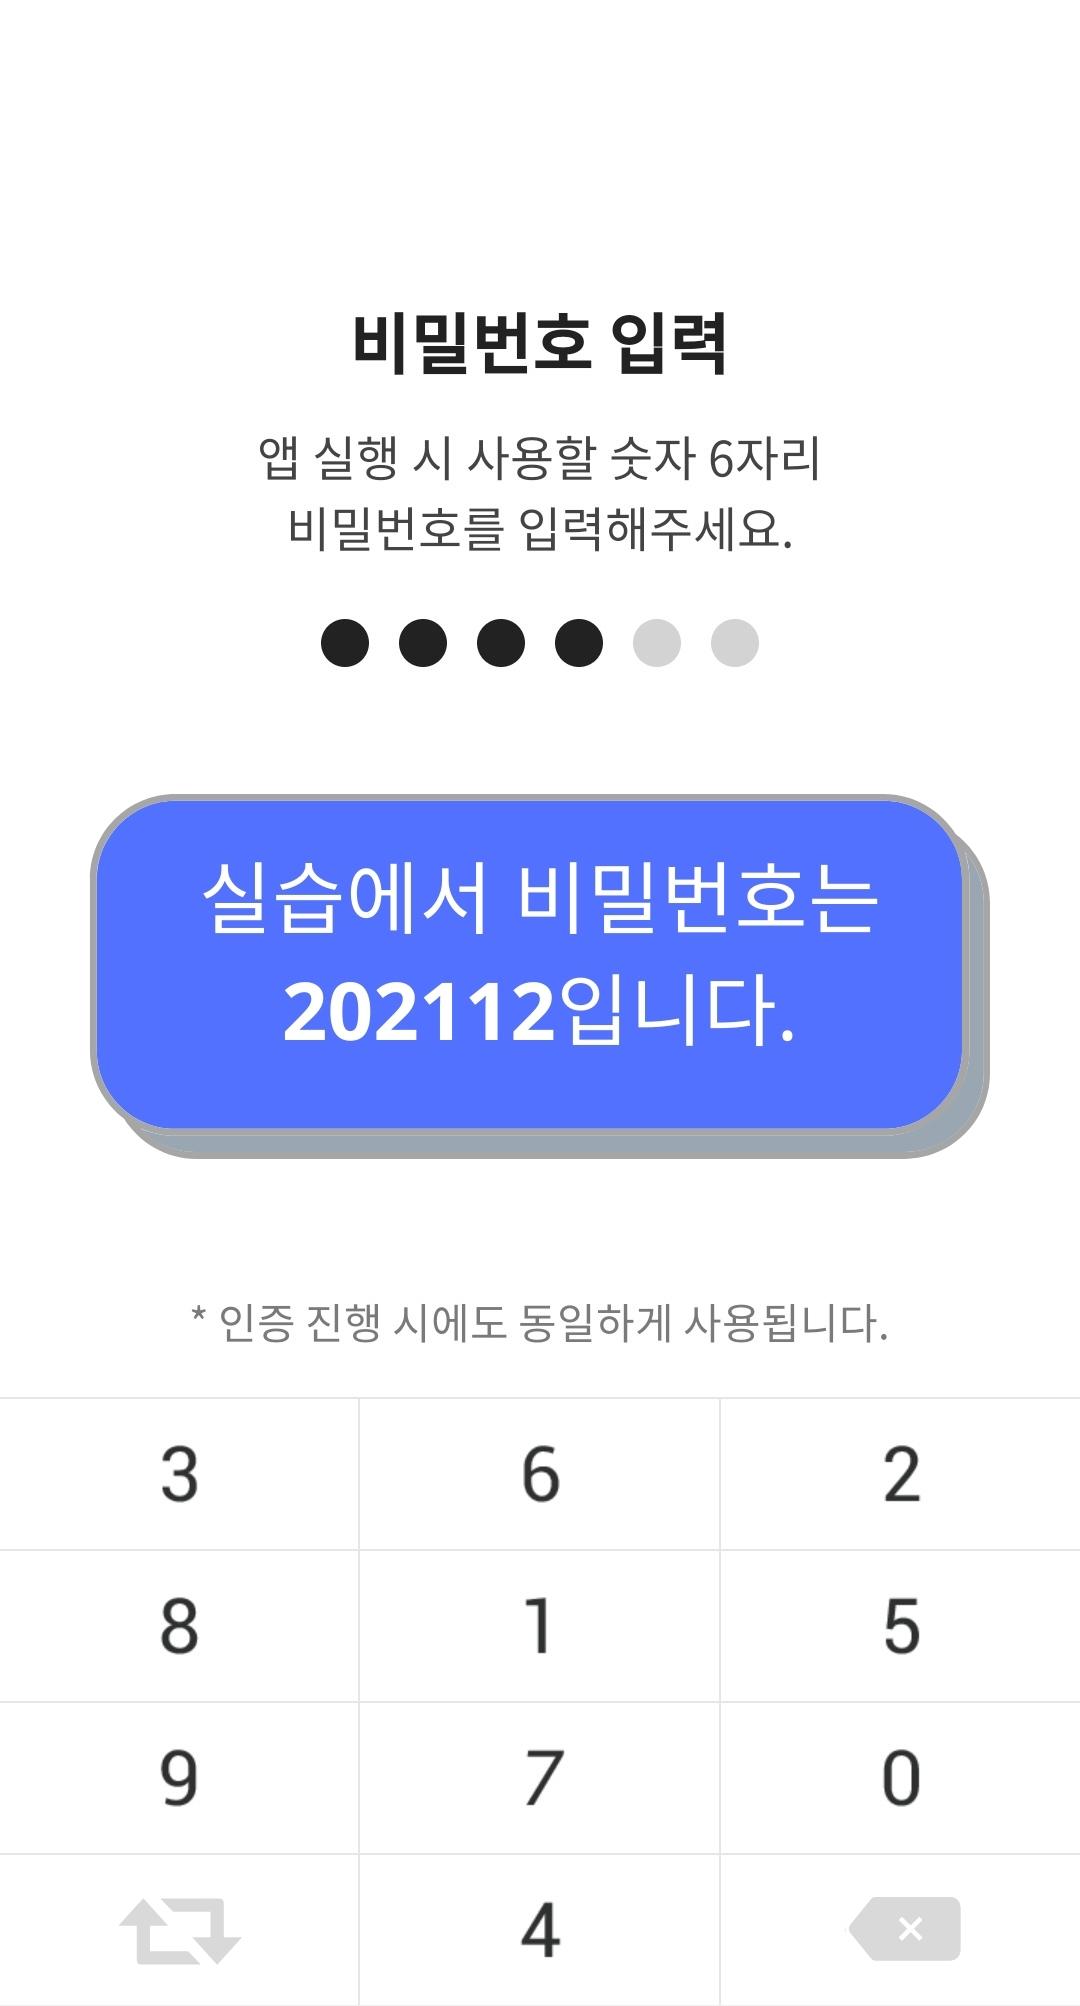 비밀번호 입력
앱 실행 시 사용할 숫자 6자리
비밀번호를 입력해주세요.
실습에서 비밀번호는
202112입니다.
* 인증 진행 시에도 동일하게 사용됩니다.
3 6 2
8 1 5
9 7 0
4